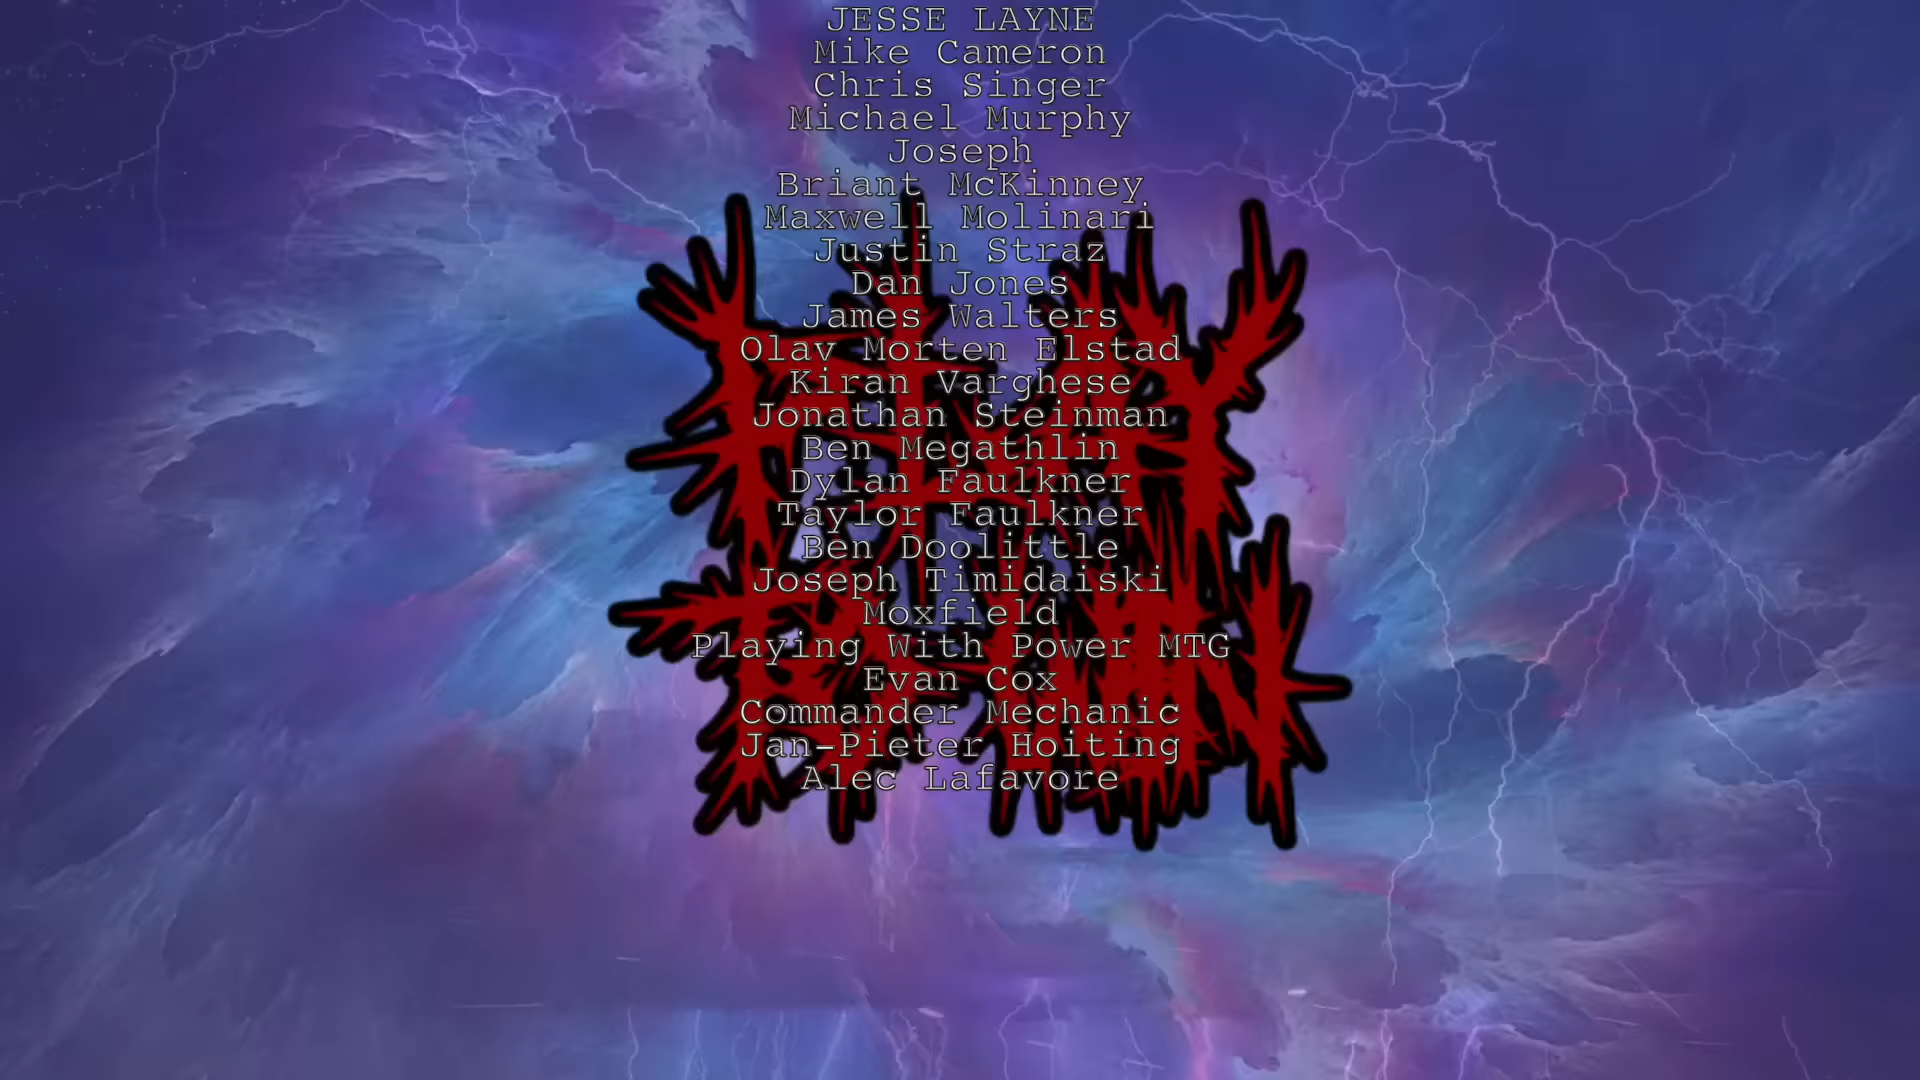 JESSE LAYNE
Mike Cameron
Chris Singer
Michael Murphy
Joseph
Briant McKinney
Maxwell Molinari
Justin Straz
Dan Jones
James Walters
Olav Morten Elstad
Kiran Varghese
Jonathan Steinman
Ben Megathlin
Dylan Faulkner
Taylor Faulkner
Ben Doolittle
Joseph Timidaiski
Moxfield
Playing With Power MTG
Evan Cox
Commander Mechanic
Jan-Pieter Hoiting
Alec Lafavore